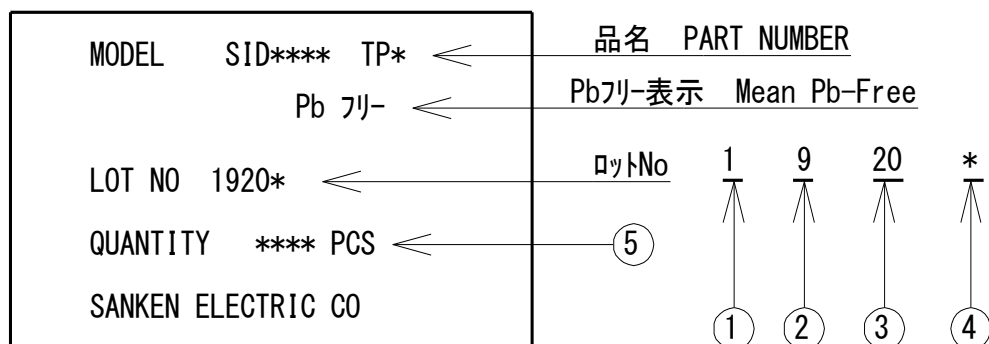 MODEL SID**** TP*
品名 PART NUMBER
Pb フリー
Pbフリー表示 Mean Pb-Free
LOT NO 1920*
ロットNo 1 9 20 *
QUANTITY **** PCS
⑤
SANKEN ELECTRIC CO
① ② ③ ④